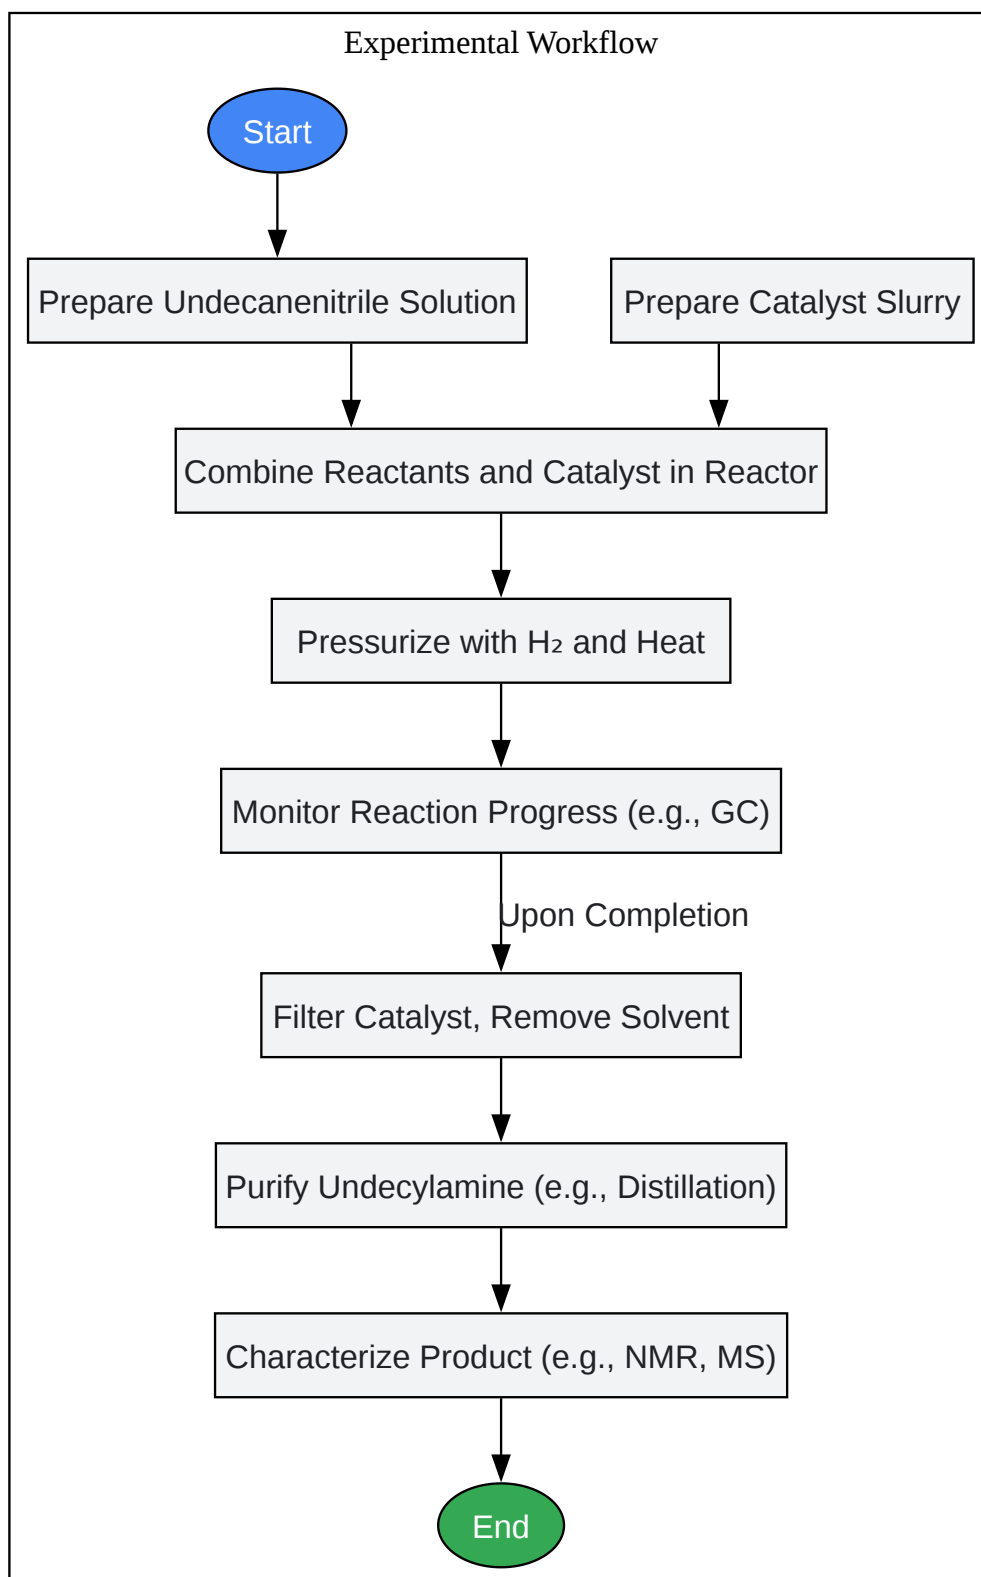 Experimental Workflow
Start
Prepare Undecanenitrile Solution
Prepare Catalyst Slurry
Combine Reactants and Catalyst in Reactor
Pressurize with H₂ and Heat
Monitor Reaction Progress (e.g., GC)
Upon Completion
Filter Catalyst, Remove Solvent
Purify Undecylamine (e.g., Distillation)
Characterize Product (e.g., NMR, MS)
End